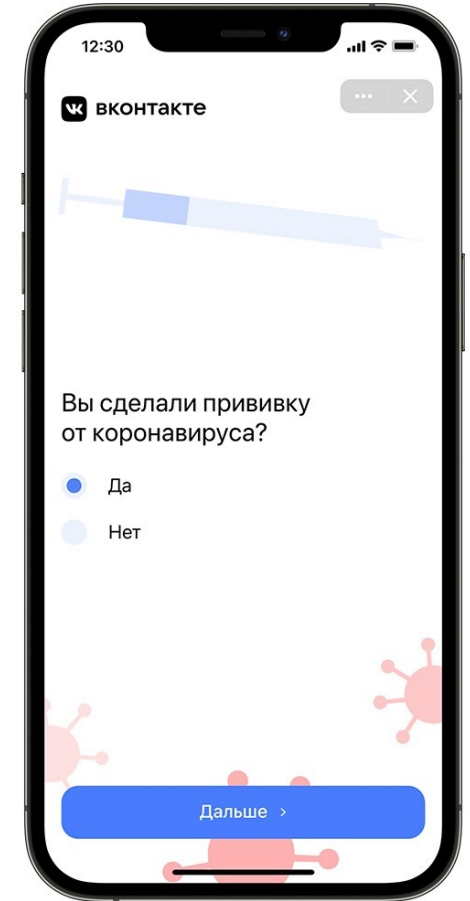 12:30
вконтакте
Вы сделали прививку
от коронавируса?
Да
Нет
Дальше